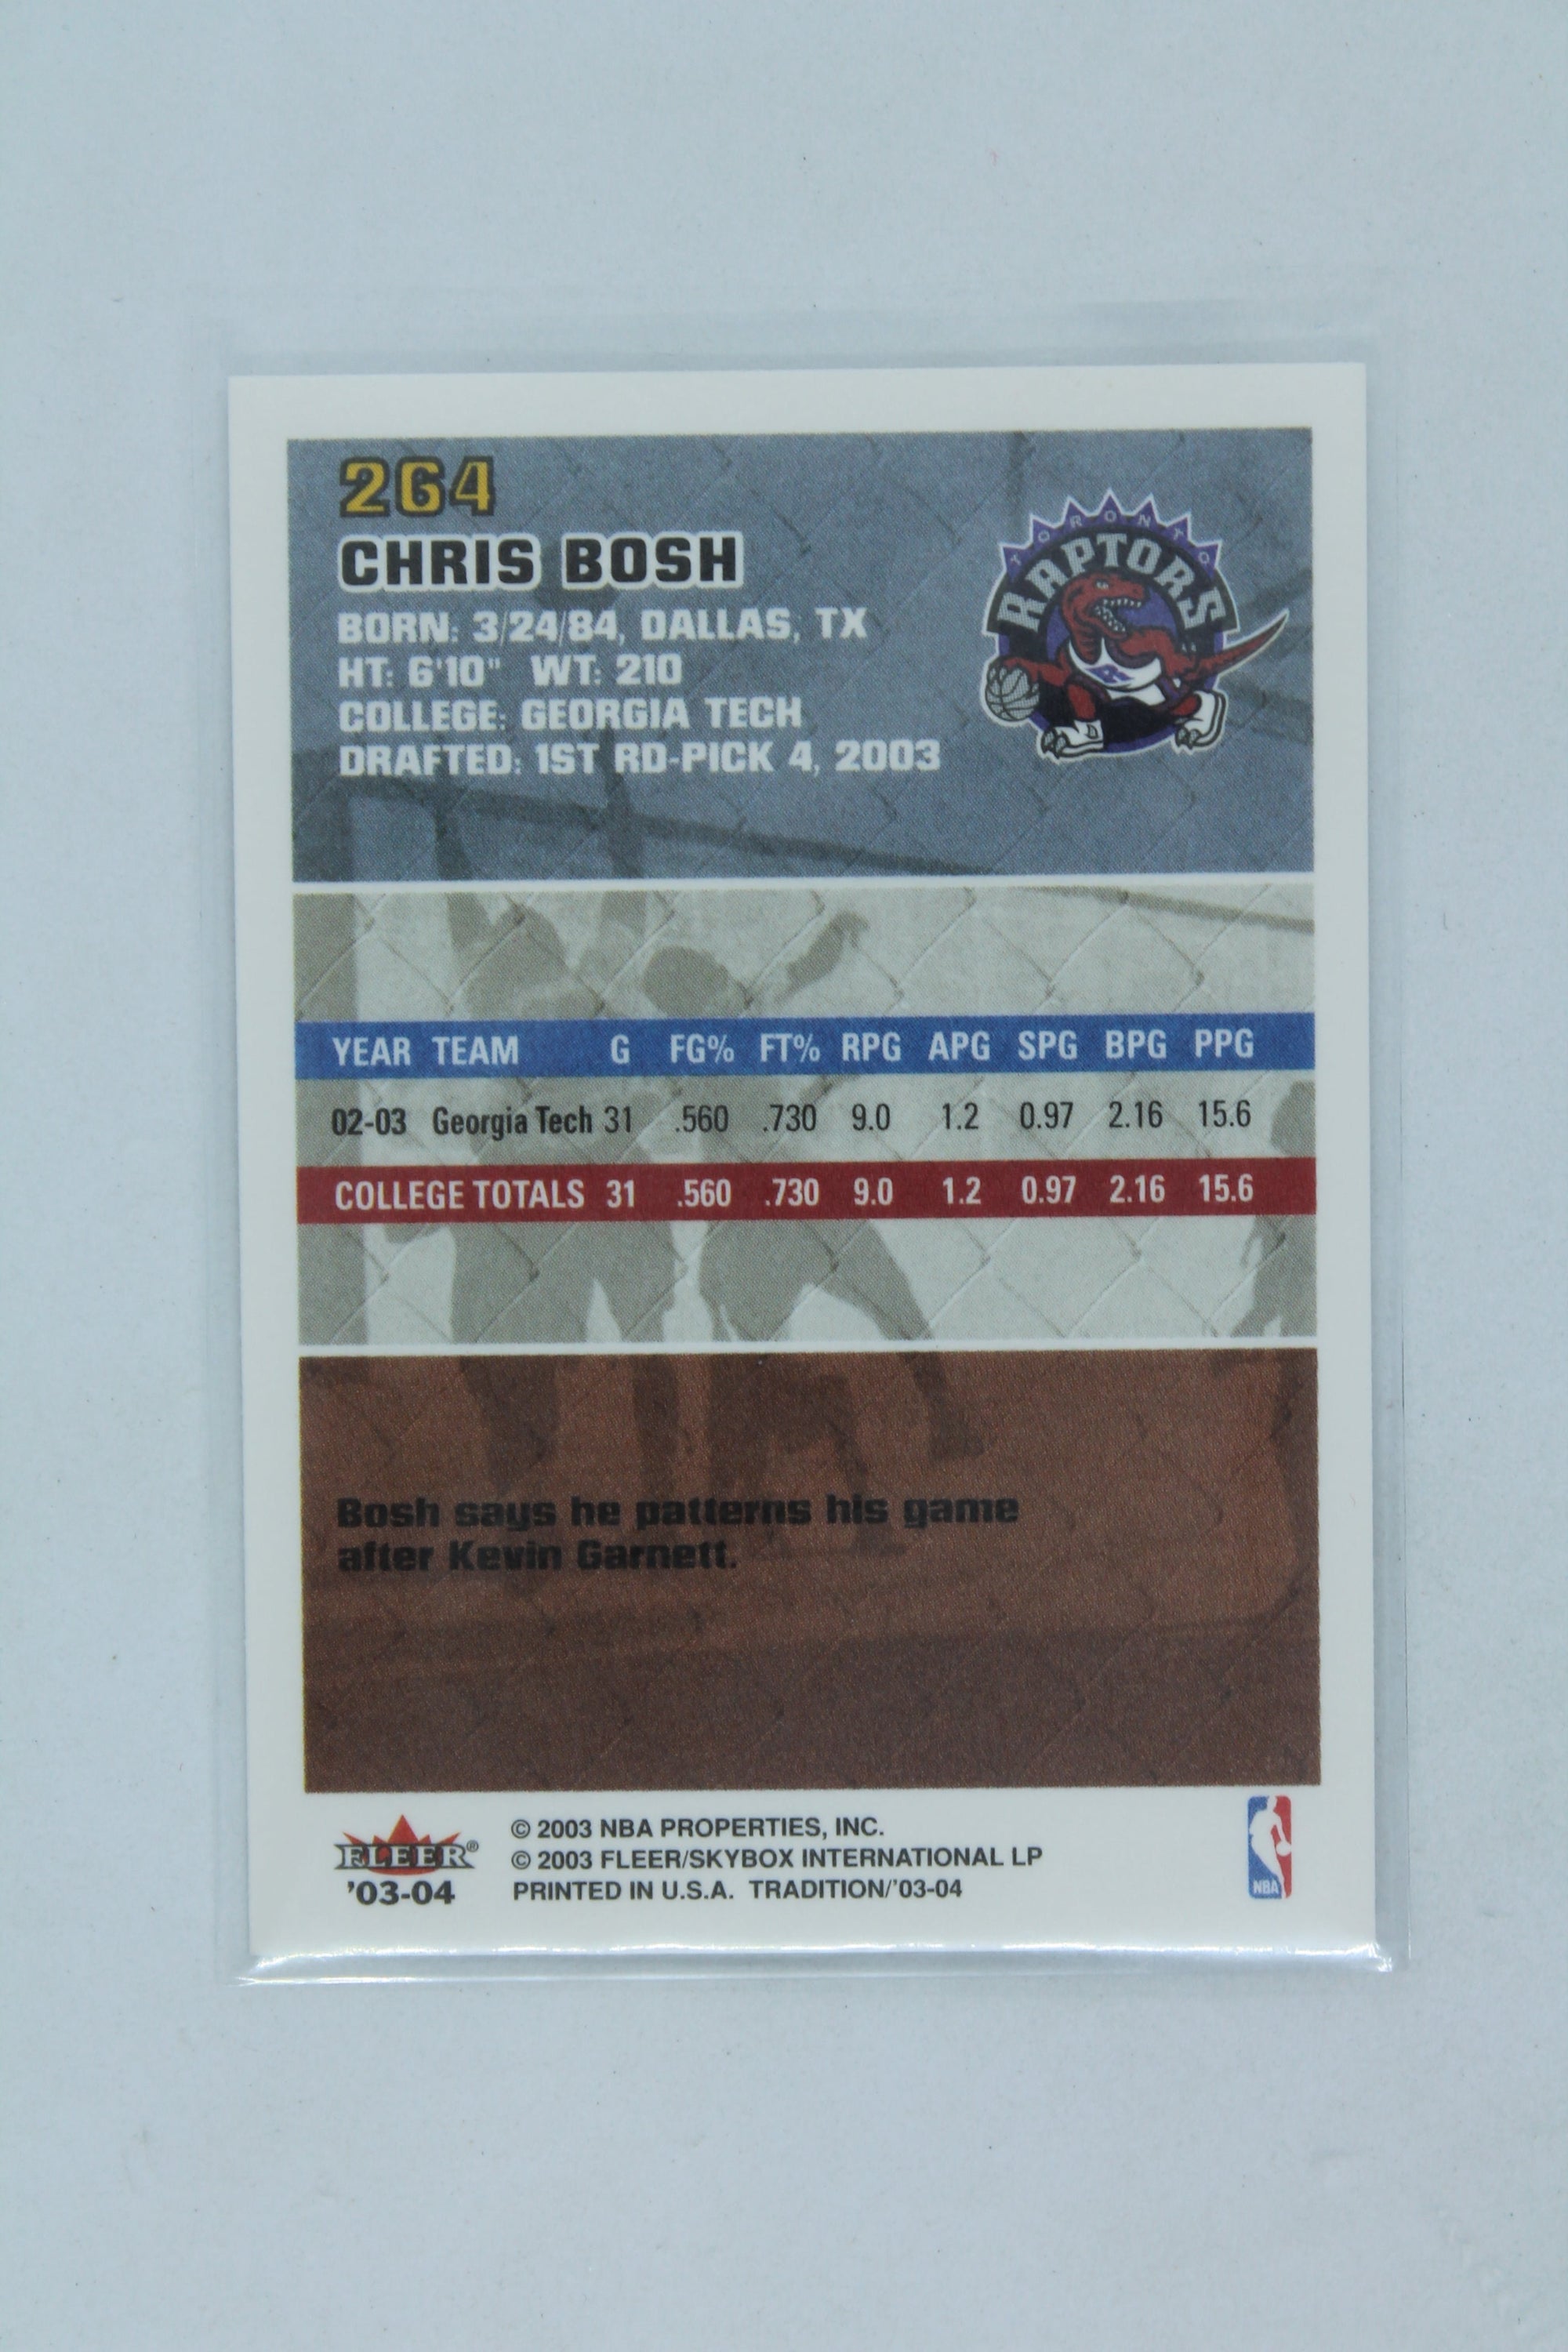 264
CHRIS BOSH
BORN: 3/24/84, DALLAS, TX
HT: 6'10" WT: 210
COLLEGE: GEORGIA TECH
DRAFTED: 1ST RD-PICK 4, 2003
TORONTO
RAPTORS
YEAR TEAM G FG% FT% RPG APG SPG BPG PPG
02-03 Georgia Tech 31 .560 .730 9.0 1.2 0.97 2.16 15.6
COLLEGE TOTALS 31 .560 .730 9.0 1.2 0.97 2.16 15.6
Bosh says he patterns his game
after Kevin Garnett.
FLEER®
'03-04
© 2003 NBA PROPERTIES, INC.
© 2003 FLEER/SKYBOX INTERNATIONAL LP
PRINTED IN U.S.A. TRADITION/'03-04
NBA